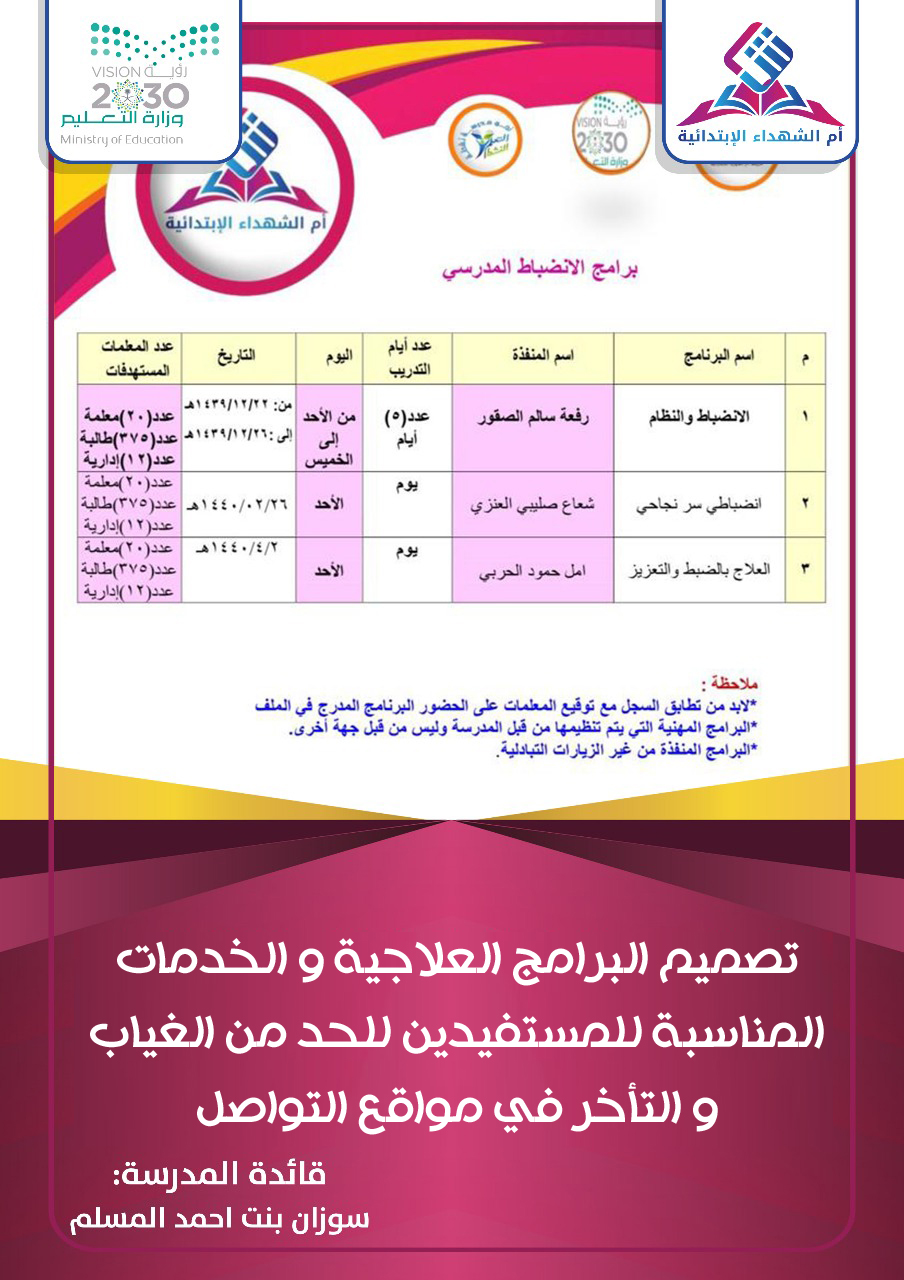 رؤيـــة VISION
2030
وزارة التعـــليم
Ministry of Education
أم الشهداء الإبتدائية
أم الشهداء الإبتدائية
رؤيـــة VISION
2030
وزارة التعـ
برامج الانضباط المدرسي
م اسم البرنامج اسم المنفذة عدد أيام التدريب اليوم التاريخ عدد المعلمات المستهدفات
١ الانضباط والنظام رفعة سالم الصقور عدد(٥) أيام من الأحد إلى الخميس من: ١٤٣٩/١٢/٢٢هـ إلى :١٤٣٩/١٢/٢٦هـ عدد(٢٠)معلمة عدد(٣٧٥)طالبة عدد(١٢)إدارية
٢ انضباطي سر نجاحي شعاع صليبي العنزي يوم الأحد ١٤٤٠/٠٢/٢٦هـ عدد(٢٠)معلمة عدد(٣٧٥)طالبة عدد(١٢)إدارية
٣ العلاج بالضبط والتعزيز امل حمود الحربي يوم الأحد ١٤٤٠/٤/٢هـ عدد(٢٠)معلمة عدد(٣٧٥)طالبة عدد(١٢)إدارية
ملاحظة :
*لابد من تطابق السجل مع توقيع المعلمات على الحضور البرنامج المدرج في الملف
*البرامج المهنية التي يتم تنظيمها من قبل المدرسة وليس من قبل جهة أخرى.
*البرامج المنفذة من غير الزيارات التبادلية.
تصميم البرامج العلاجية و الخدمات
المناسبة للمستفيدين للحد من الغياب
و التأخر في مواقع التواصل
قائدة المدرسة:
سوزان بنت احمد المسلم